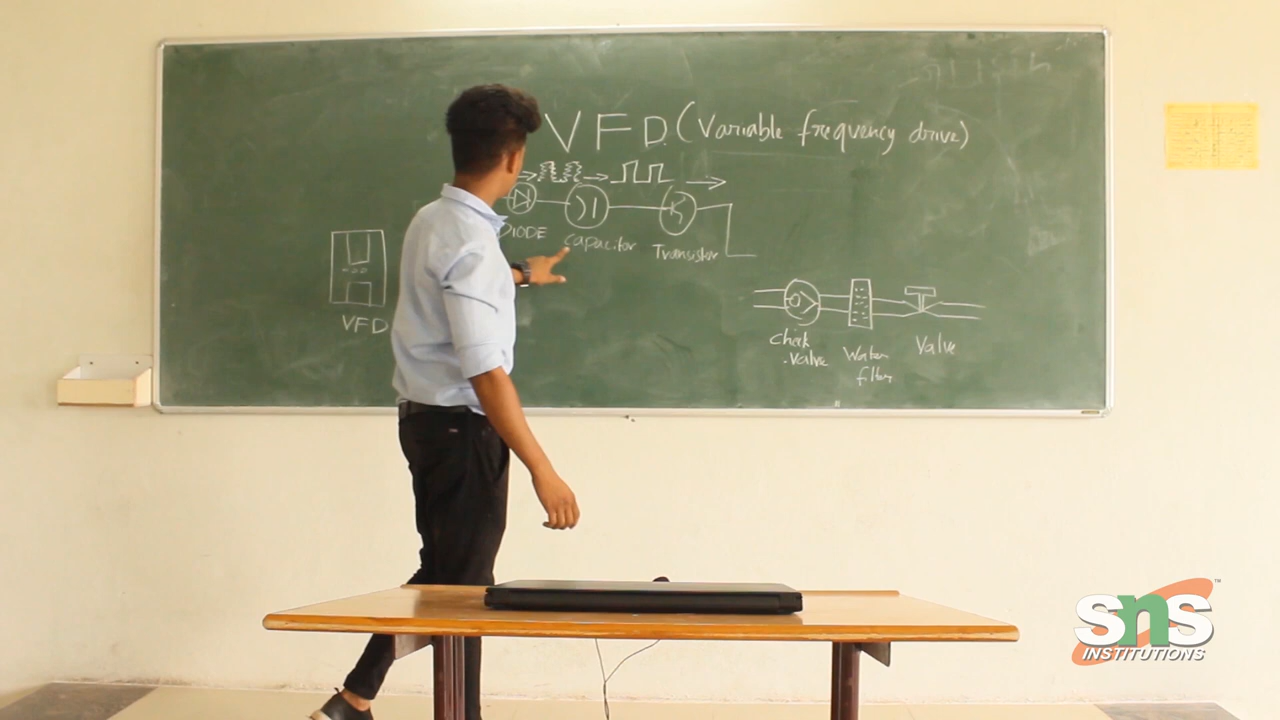 VFD. (Variable frequency drive)
DIODE
Capacitor
Transistor
VFD
Check
valve
Water
filter
Valve
SNS
INSTITUTIONS